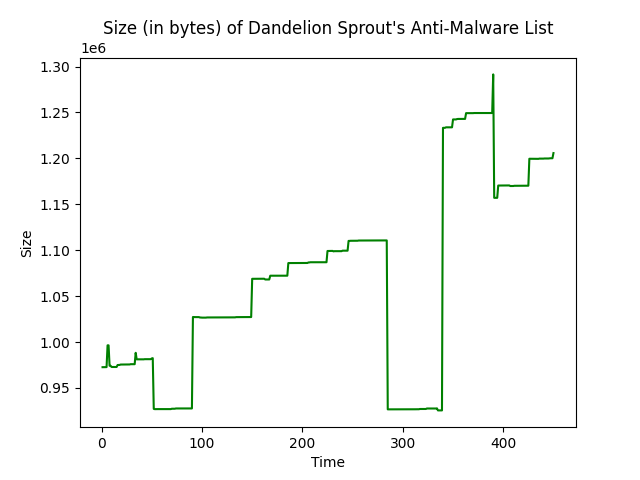 Size (in bytes) of Dandelion Sprout's Anti-Malware List
1e6
1.30
1.25
1.20
1.15
1.10
1.05
1.00
0.95
Size
0 100 200 300 400
Time